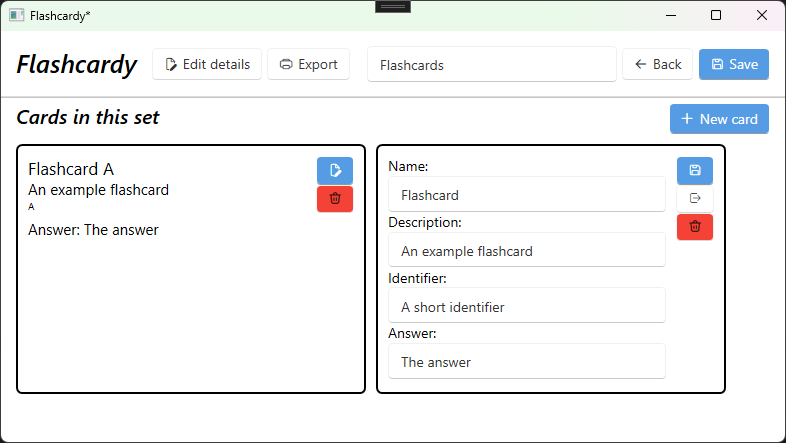 Flashcardy*
Flashcardy Edit details Export Flashcards Back Save
Cards in this set New card
Flashcard A
An example flashcard
A
Answer: The answer
Name:
Flashcard
Description:
An example flashcard
Identifier:
A short identifier
Answer:
The answer